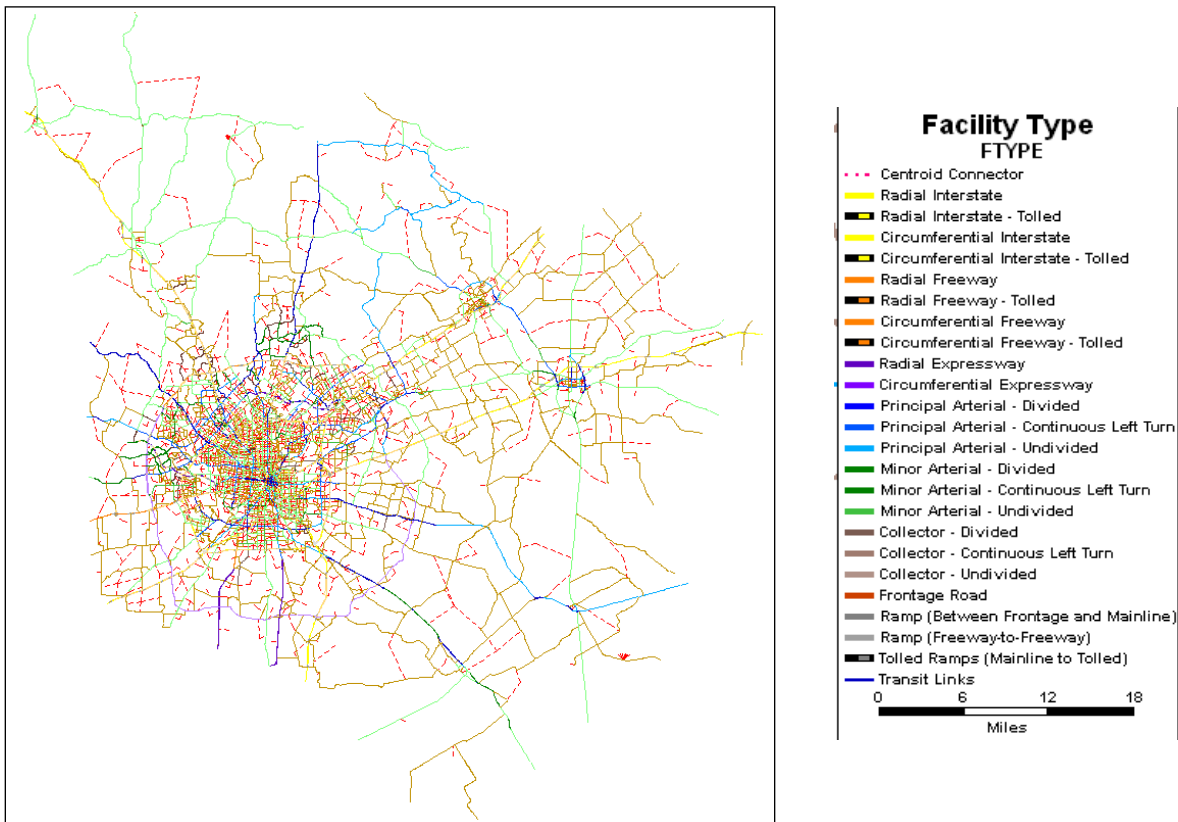 Facility Type
FTYPE
Centroid Connector
Radial Interstate
Radial Interstate - Tolled
Circumferential Interstate
Circumferential Interstate - Tolled
Radial Freeway
Radial Freeway - Tolled
Circumferential Freeway
Circumferential Freeway - Tolled
Radial Expressway
Circumferential Expressway
Principal Arterial - Divided
Principal Arterial - Continuous Left Turn
Principal Arterial - Undivided
Minor Arterial - Divided
Minor Arterial - Continuous Left Turn
Minor Arterial - Undivided
Collector - Divided
Collector - Continuous Left Turn
Collector - Undivided
Frontage Road
Ramp (Between Frontage and Mainline)
Ramp (Freeway-to-Freeway)
Tolled Ramps (Mainline to Tolled)
Transit Links
0 6 12 18
Miles